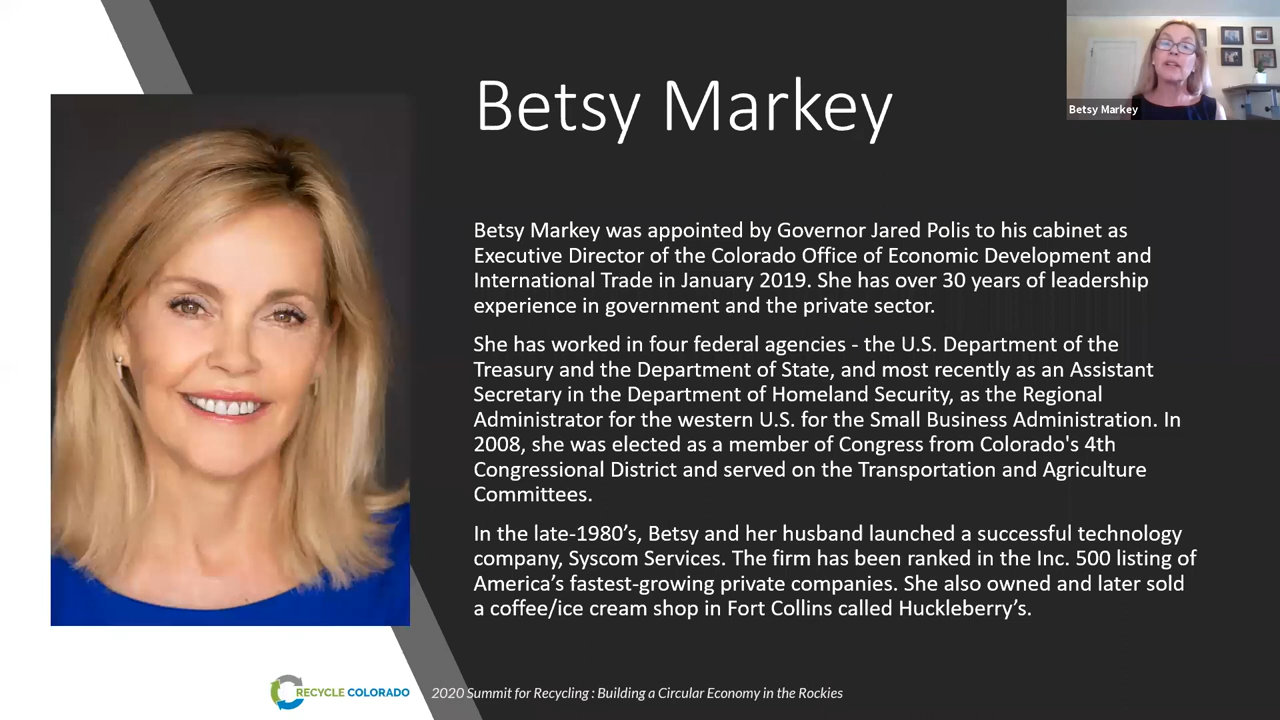 Betsy Markey
Betsy Markey
Betsy Markey was appointed by Governor Jared Polis to his cabinet as
Executive Director of the Colorado Office of Economic Development and
International Trade in January 2019. She has over 30 years of leadership
experience in government and the private sector.
She has worked in four federal agencies - the U.S. Department of the
Treasury and the Department of State, and most recently as an Assistant
Secretary in the Department of Homeland Security, as the Regional
Administrator for the western U.S. for the Small Business Administration. In
2008, she was elected as a member of Congress from Colorado's 4th
Congressional District and served on the Transportation and Agriculture
Committees.
In the late-1980’s, Betsy and her husband launched a successful technology
company, Syscom Services. The firm has been ranked in the Inc. 500 listing of
America’s fastest-growing private companies. She also owned and later sold
a coffee/ice cream shop in Fort Collins called Huckleberry’s.
RECYCLE COLORADO
2020 Summit for Recycling : Building a Circular Economy in the Rockies